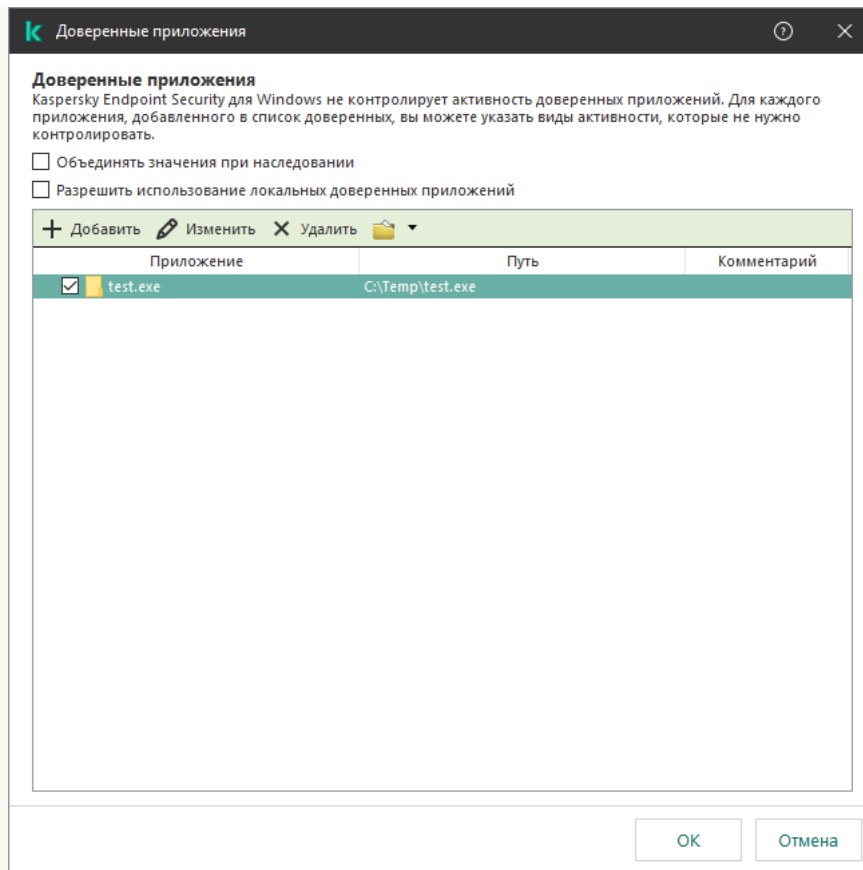 Доверенные приложения
Доверенные приложения
Kaspersky Endpoint Security для Windows не контролирует активность доверенных приложений. Для каждого
приложения, добавленного в список доверенных, вы можете указать виды активности, которые не нужно
контролировать.
Объединять значения при наследовании
Разрешить использование локальных доверенных приложений
Добавить Изменить Удалить
Приложение Путь Комментарий
test.exe C:\Temp\test.exe
OK Отмена